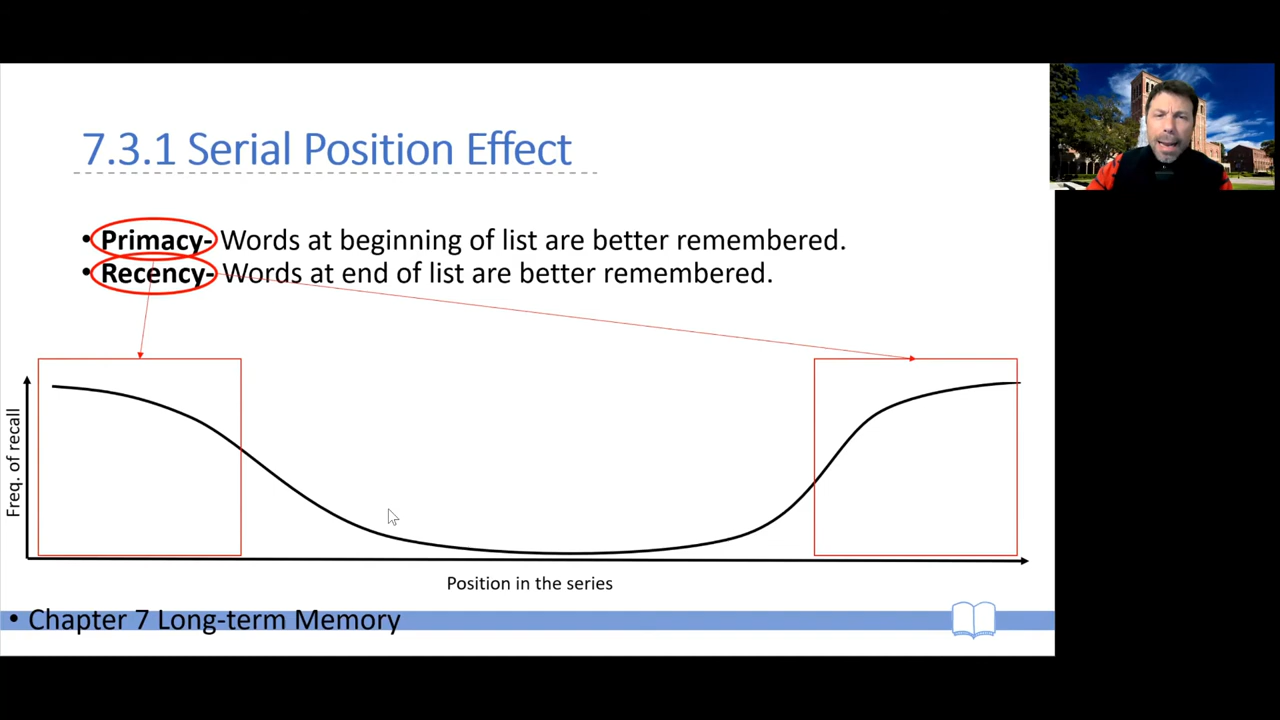 7.3.1 Serial Position Effect
• Primacy- Words at beginning of list are better remembered.
• Recency- Words at end of list are better remembered.
Freq. of recall
Position in the series
• Chapter 7 Long-term Memory